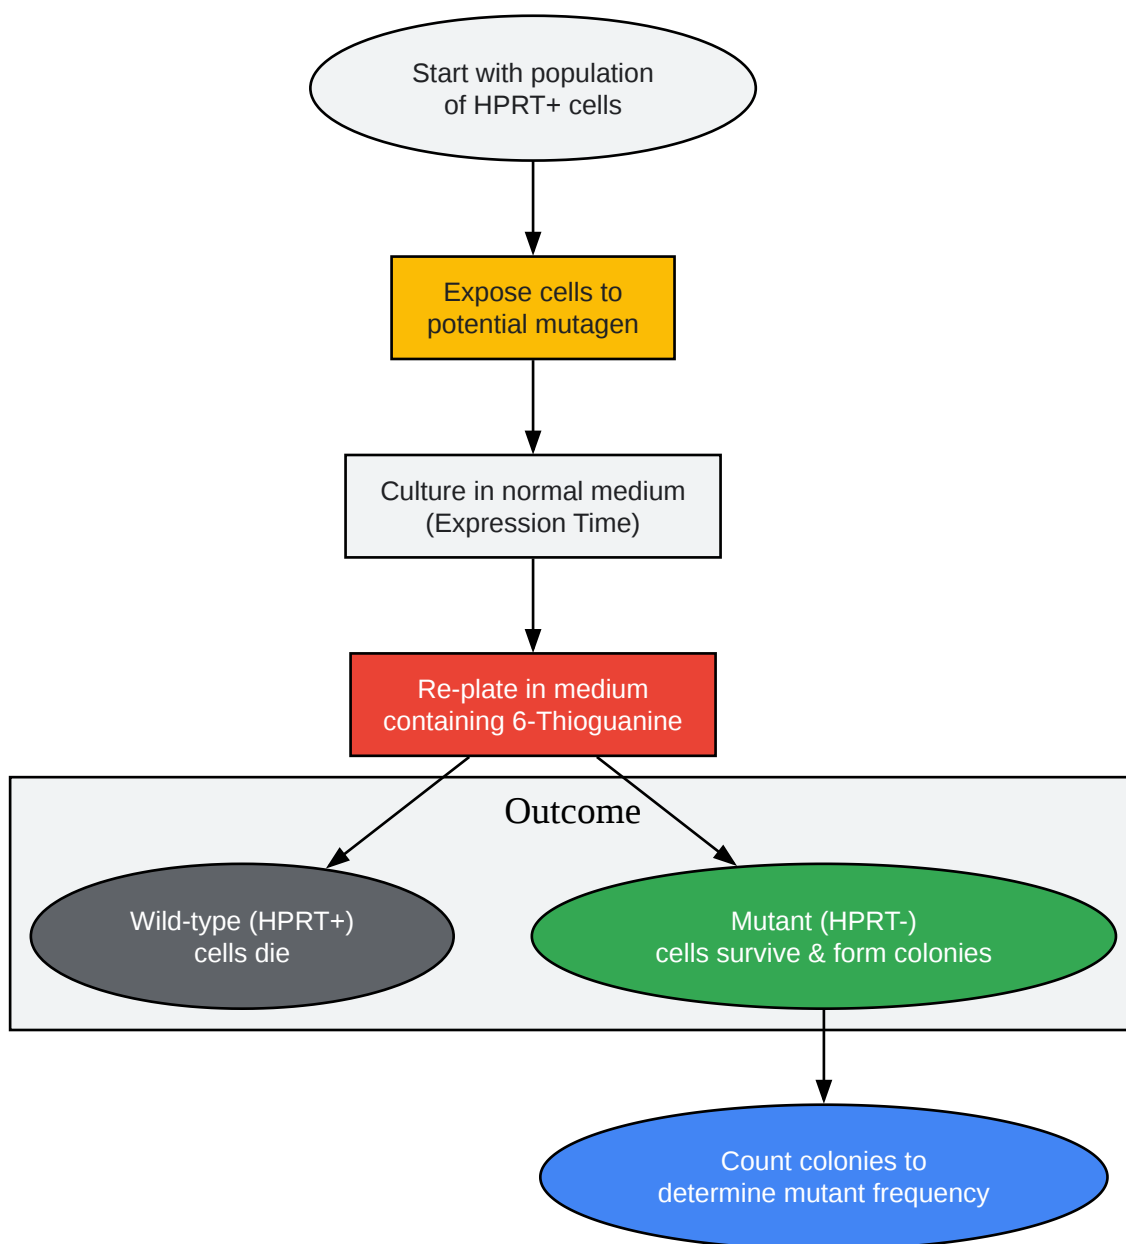 Start with population
of HPRT+ cells
Expose cells to
potential mutagen
Culture in normal medium
(Expression Time)
Re-plate in medium
containing 6-Thioguanine
Outcome
Wild-type (HPRT+)
cells die
Mutant (HPRT-)
cells survive & form colonies
Count colonies to
determine mutant frequency